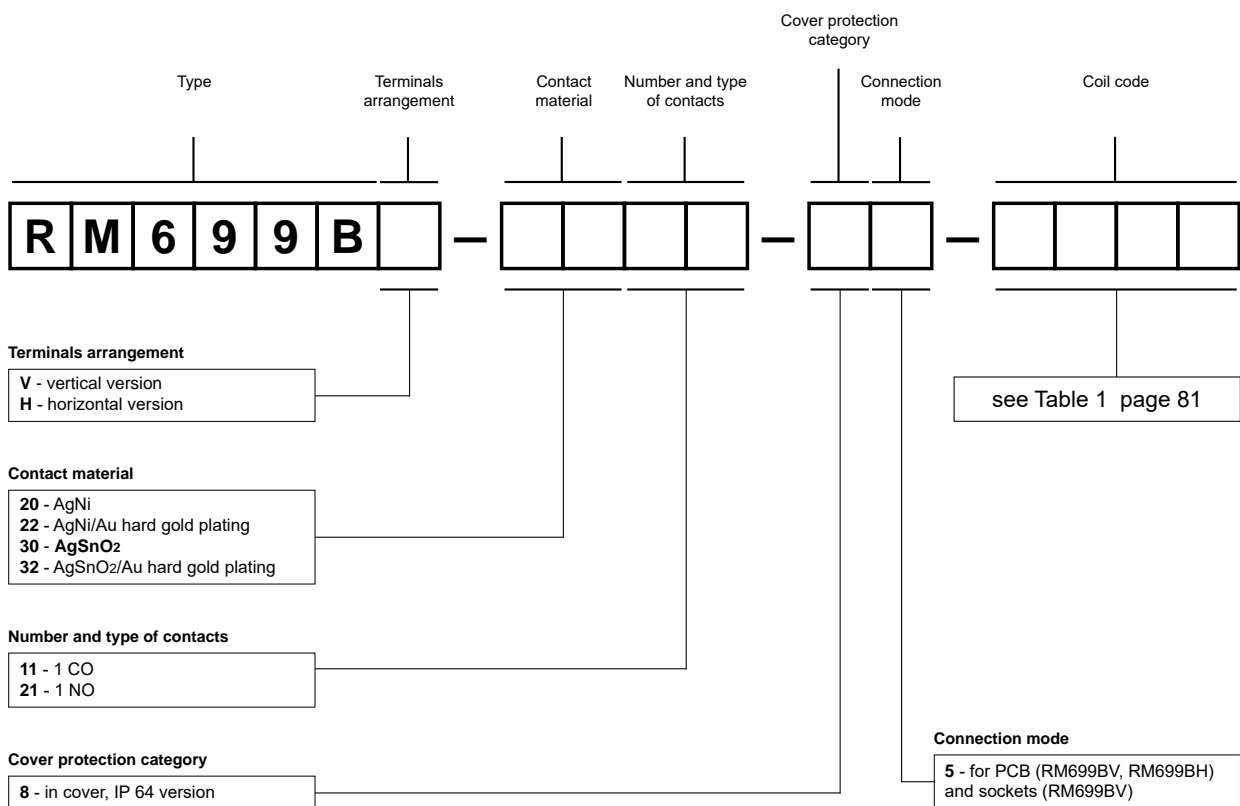 Cover protection
category
Type
Terminals
arrangement
Contact
material
Number and type
of contacts
Connection
mode
Coil code
R M 6 9 9 B – – –
Terminals arrangement
V - vertical version
H - horizontal version
see Table 1 page 81
Contact material
20 - AgNi
22 - AgNi/Au hard gold plating
30 - AgSnO2
32 - AgSnO2/Au hard gold plating
Number and type of contacts
11 - 1 CO
21 - 1 NO
Cover protection category
8 - in cover, IP 64 version
Connection mode
5 - for PCB (RM699BV, RM699BH)
and sockets (RM699BV)